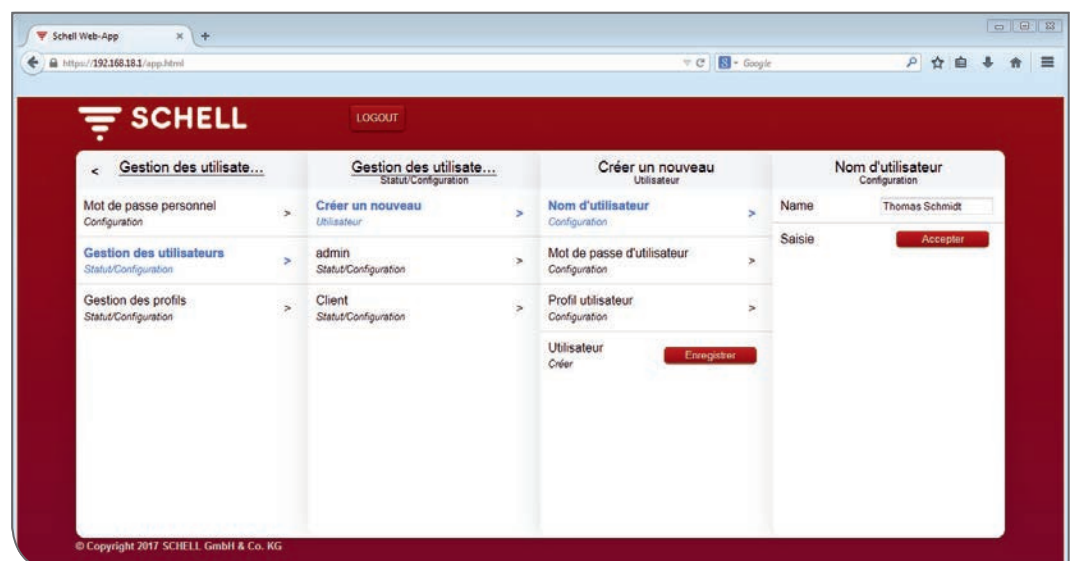 Schell Web-App
https://192.168.18.1/app.html
Google
SCHELL
LOGOUT
< Gestion des utilisate...
Mot de passe personnel >
Configuration
Gestion des utilisateurs >
Statut/Configuration
Gestion des profils >
Statut/Configuration
Gestion des utilisate...
Statut/Configuration
Créer un nouveau >
Utilisateur
admin >
Statut/Configuration
Client >
Statut/Configuration
Créer un nouveau
Utilisateur
Nom d'utilisateur >
Configuration
Mot de passe d'utilisateur >
Configuration
Profil utilisateur >
Configuration
Utilisateur Enregistrer
Créer
Nom d'utilisateur
Configuration
Name Thomas Schmidt
Saisie Accepter
© Copyright 2017 SCHELL GmbH & Co. KG